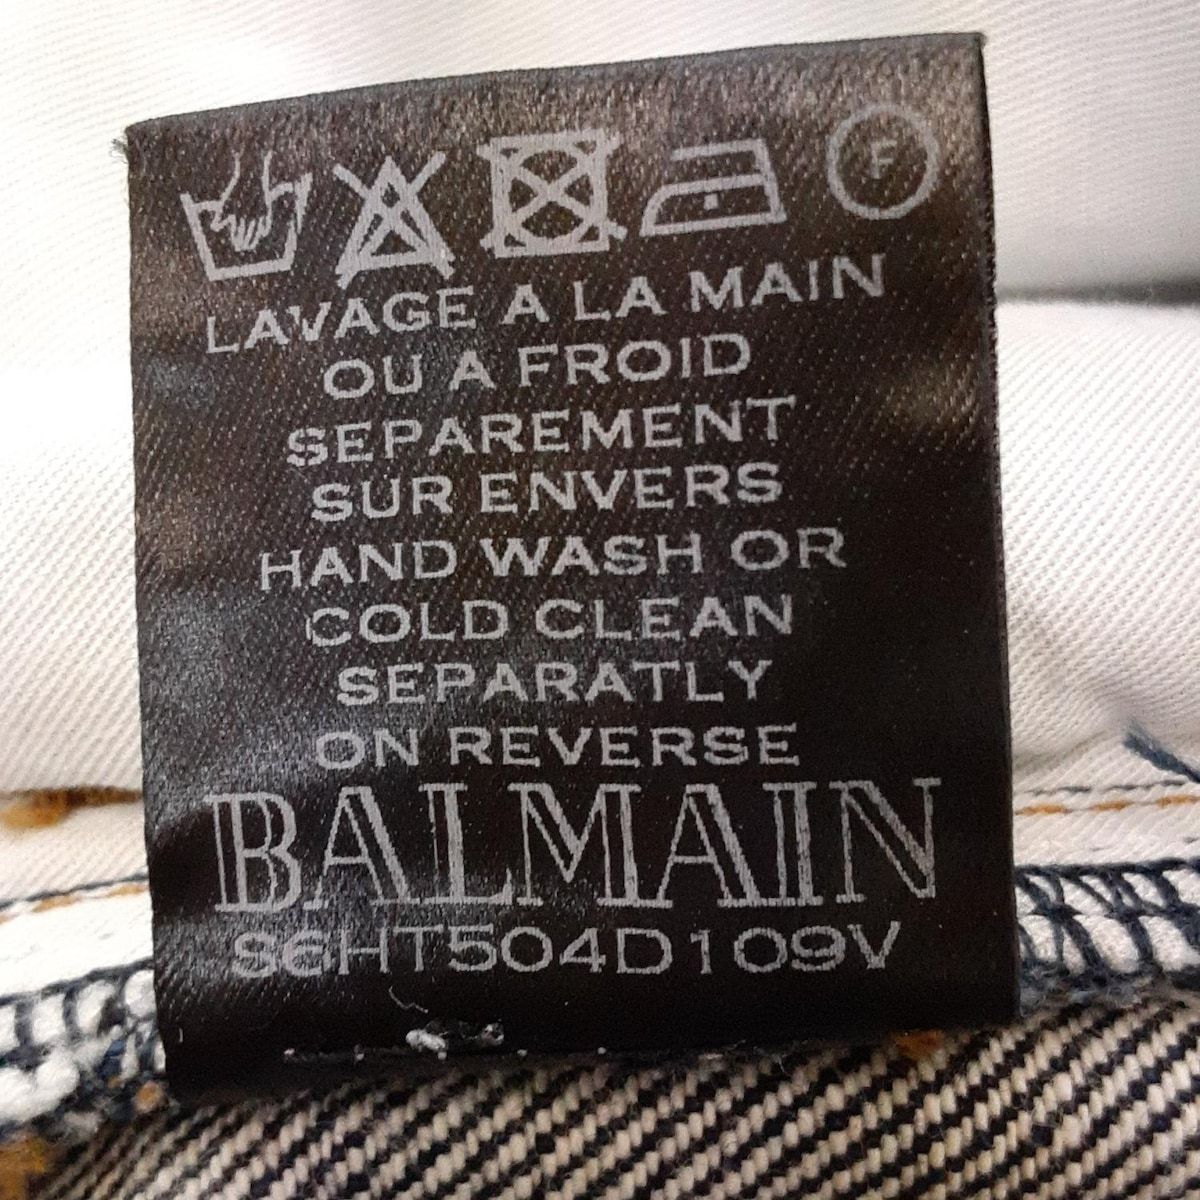 F
LAVAGE A LA MAIN
OU A FROID
SEPAREMENT
SUR ENVERS
HAND WASH OR
COLD CLEAN
SEPARATLY
ON REVERSE
BALMAIN
S6HT504D109V